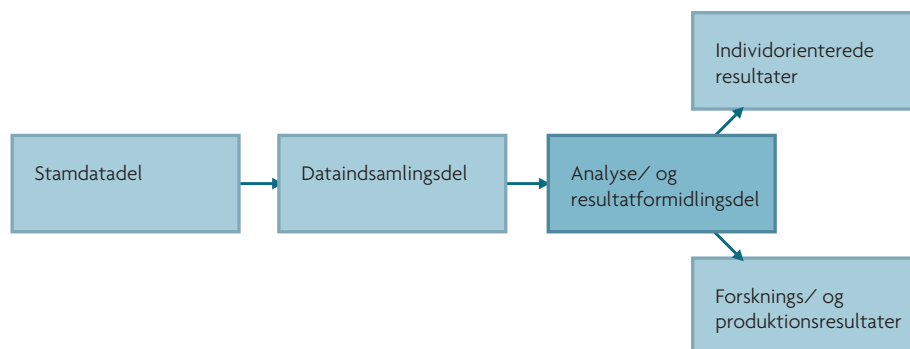 Individorienterede
resultater
Stamdatadel
Dataindsamlingsdel
Analyse/ og
resultatformidlingsdel
Forsknings/ og
produktionsresultater